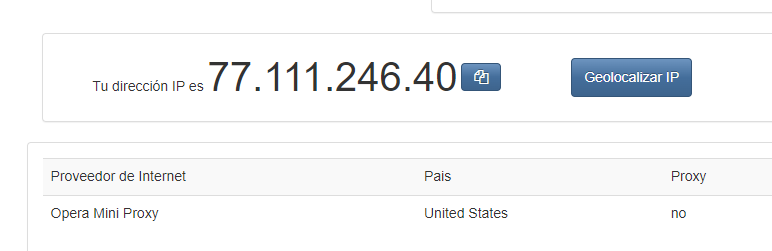 Tu dirección IP es 77.111.246.40 Geolocalizar IP
Proveedor de Internet Pais Proxy
Opera Mini Proxy United States no